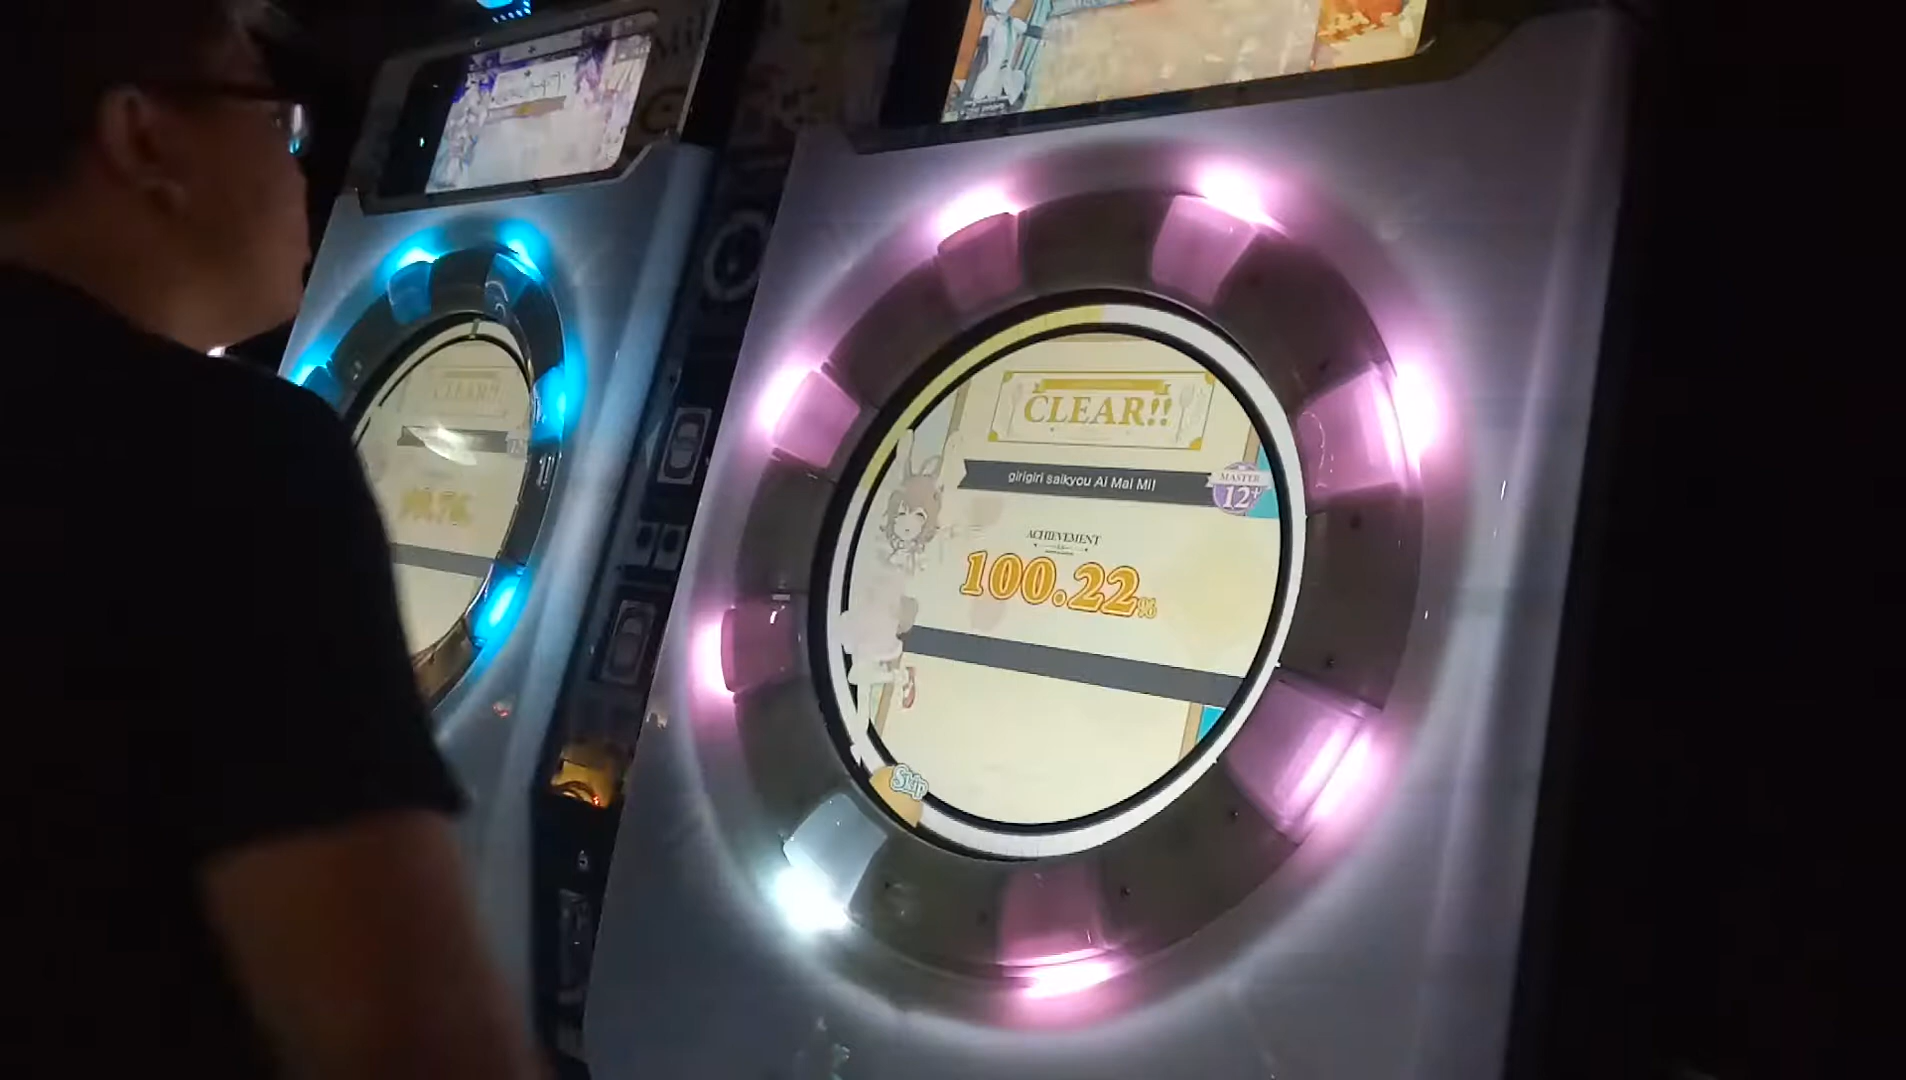 CLEAR!!
girigiri saikyou Ai Mai Mi!
MASTER
12+
ACHIEVEMENT
100.22%
Skip
CLEAR!!